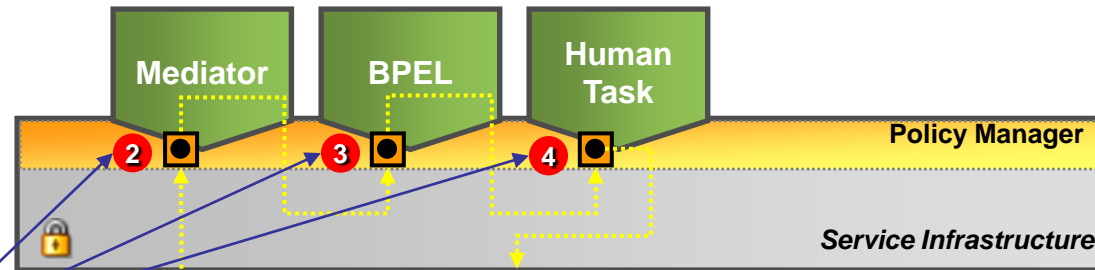 Mediator
BPEL
Human
Task
2
3
4
Policy Manager
Service Infrastructure